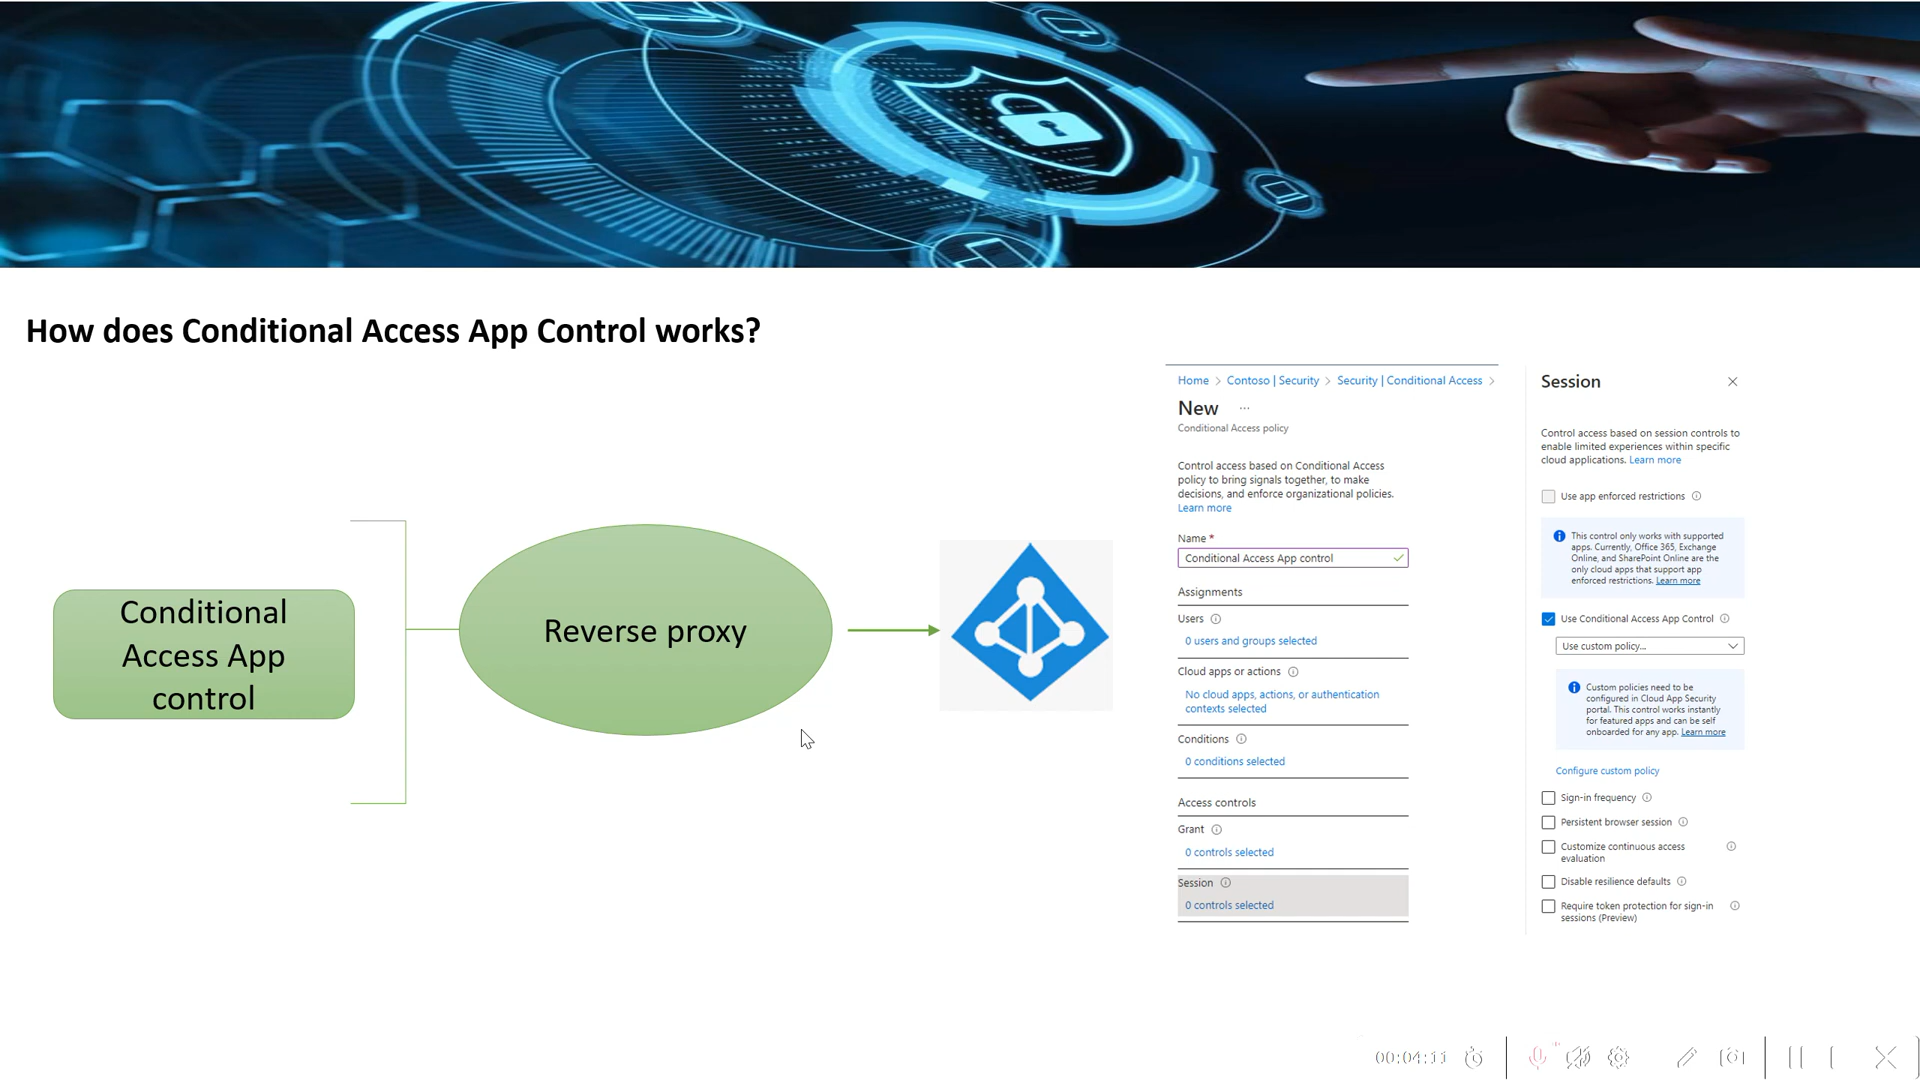 How does Conditional Access App Control works?
Conditional
Access App
control
Reverse proxy
Home > Contoso | Security > Security | Conditional Access >
New ...
Conditional Access policy
Control access based on Conditional Access
policy to bring signals together, to make
decisions, and enforce organizational policies.
Learn more
Name *
Conditional Access App control
Assignments
Users
0 users and groups selected
Cloud apps or actions
No cloud apps, actions, or authentication
contexts selected
Conditions
0 conditions selected
Access controls
Grant
0 controls selected
Session
0 controls selected
Session
Control access based on session controls to
enable limited experiences within specific
cloud applications. Learn more
Use app enforced restrictions
This control only works with supported
apps. Currently, Office 365, Exchange
Online, and SharePoint Online are the
only cloud apps that support app
enforced restrictions. Learn more
Use Conditional Access App Control
Use custom policy...
Custom policies need to be
configured in Cloud App Security
portal. This control works instantly
for featured apps and can be self
onboarded for any app. Learn more
Configure custom policy
Sign-in frequency
Persistent browser session
Customize continuous access
evaluation
Disable resilience defaults
Require token protection for sign-in
sessions (Preview)
00:04:11